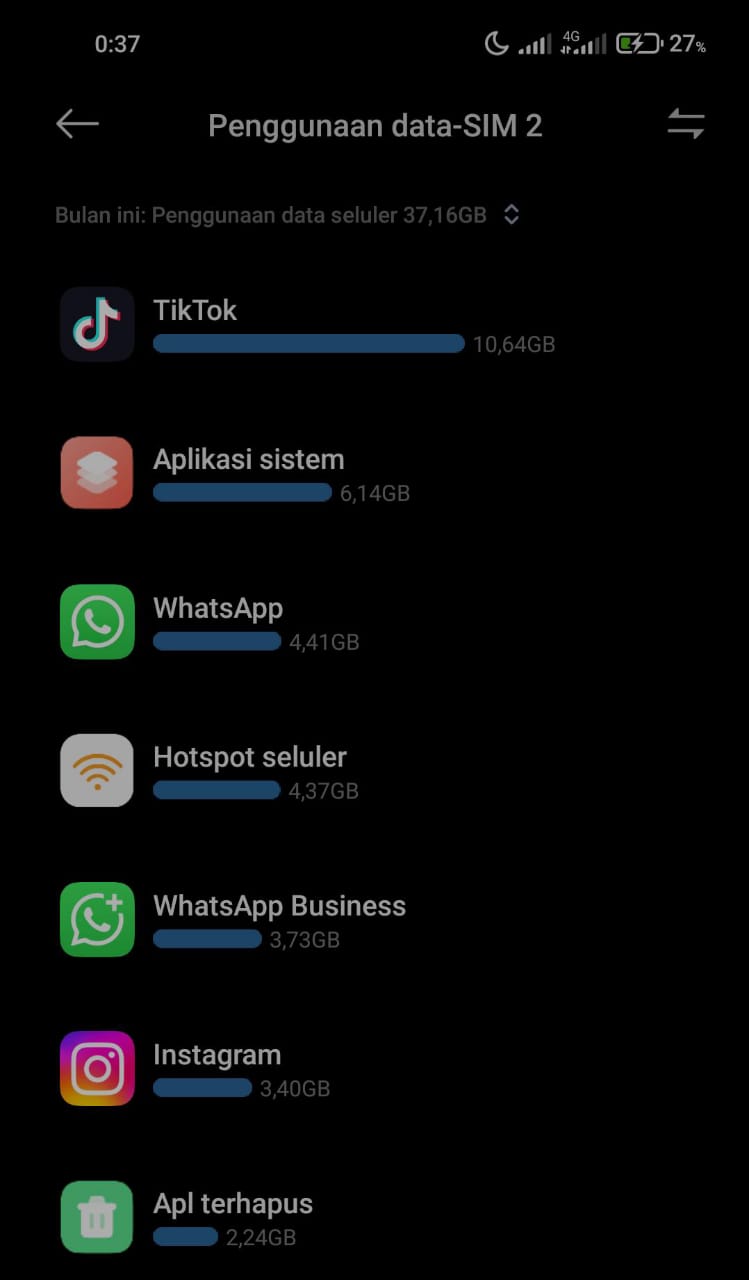 0:37 4G 27%
Penggunaan data-SIM 2
Bulan ini: Penggunaan data seluler 37,16GB
TikTok
10,64GB
Aplikasi sistem
6,14GB
WhatsApp
4,41GB
Hotspot seluler
4,37GB
WhatsApp Business
3,73GB
Instagram
3,40GB
Apl terhapus
2,24GB